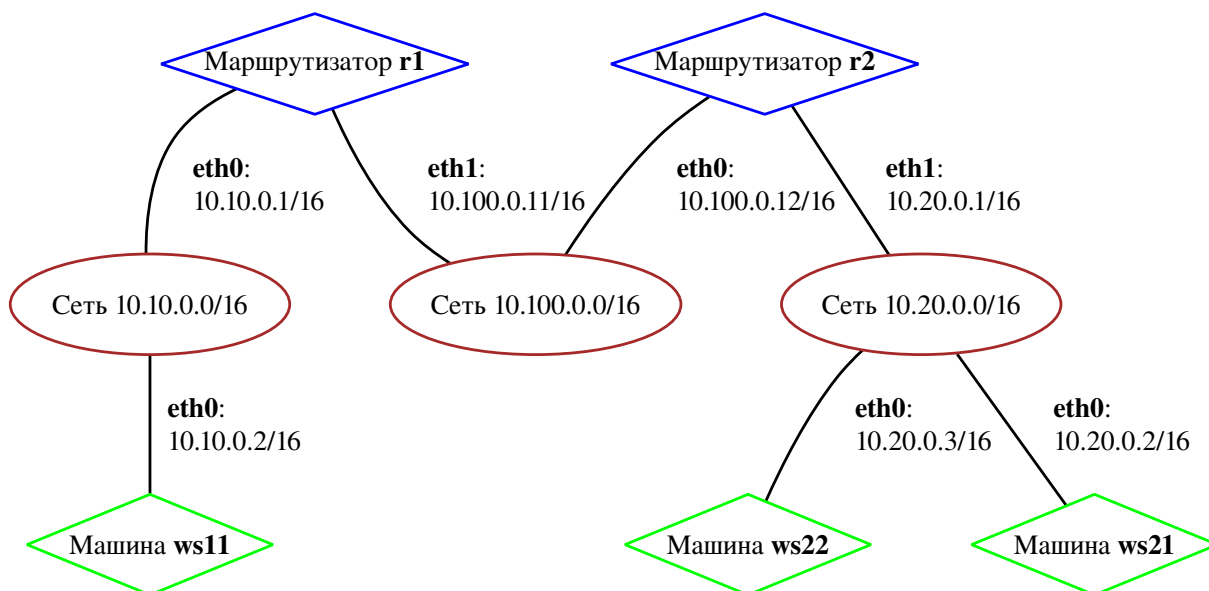 Маршрутизатор r1
Маршрутизатор r2
eth0:
10.10.0.1/16
eth1:
10.100.0.11/16
eth0:
10.100.0.12/16
eth1:
10.20.0.1/16
Сеть 10.10.0.0/16
Сеть 10.100.0.0/16
Сеть 10.20.0.0/16
eth0:
10.10.0.2/16
eth0:
10.20.0.3/16
eth0:
10.20.0.2/16
Машина ws11
Машина ws22
Машина ws21